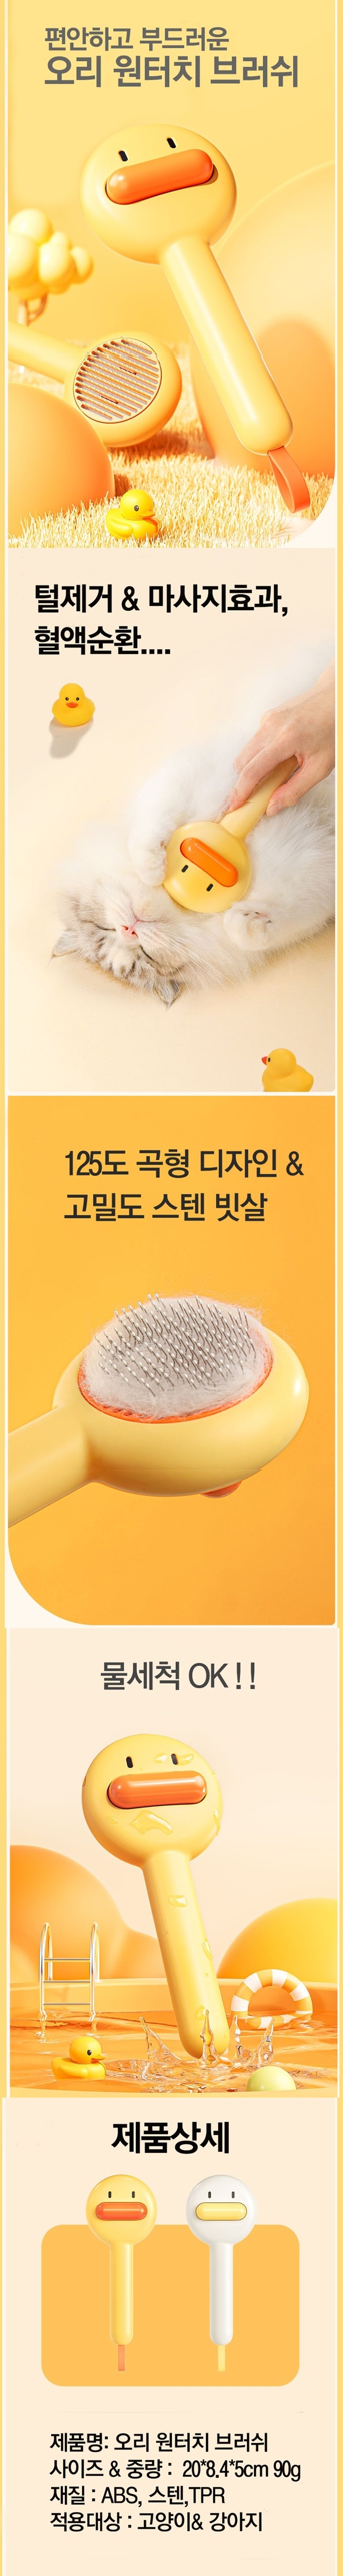 편안하고 부드러운
오리 원터치 브러쉬
털제거 & 마사지효과,
혈액순환....
125도 곡형 디자인 &
고밀도 스텐 빗살
물세척 OK ! !
제품상세
제품명: 오리 원터치 브러쉬
사이즈 & 중량 : 20*8.4*5cm 90g
재질 : ABS, 스텐,TPR
적용대상 : 고양이& 강아지